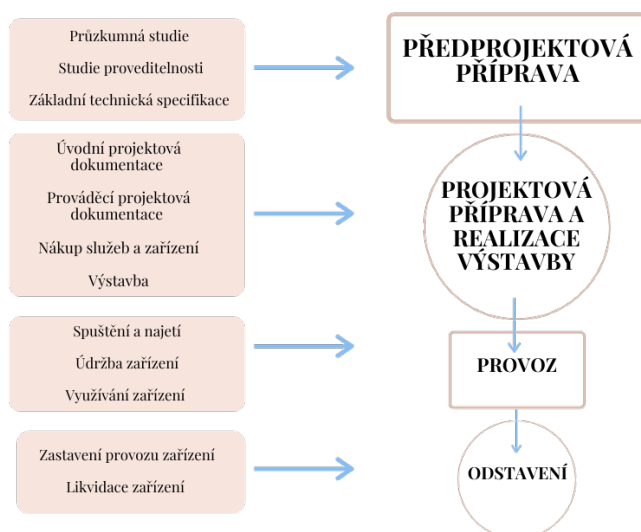 Průzkumná studie
Studie proveditelnosti
Základní technická specifikace
PŘEDPROJEKTOVÁ
PŘÍPRAVA
Úvodní projektová
dokumentace
Prováděcí projektová
dokumentace
Nákup služeb a zařízení
Výstavba
PROJEKTOVÁ
PŘÍPRAVA A
REALIZACE
VÝSTAVBY
Spuštění a najetí
Údržba zařízení
Využívání zařízení
PROVOZ
Zastavení provozu zařízení
Likvidace zařízení
ODSTAVENÍ